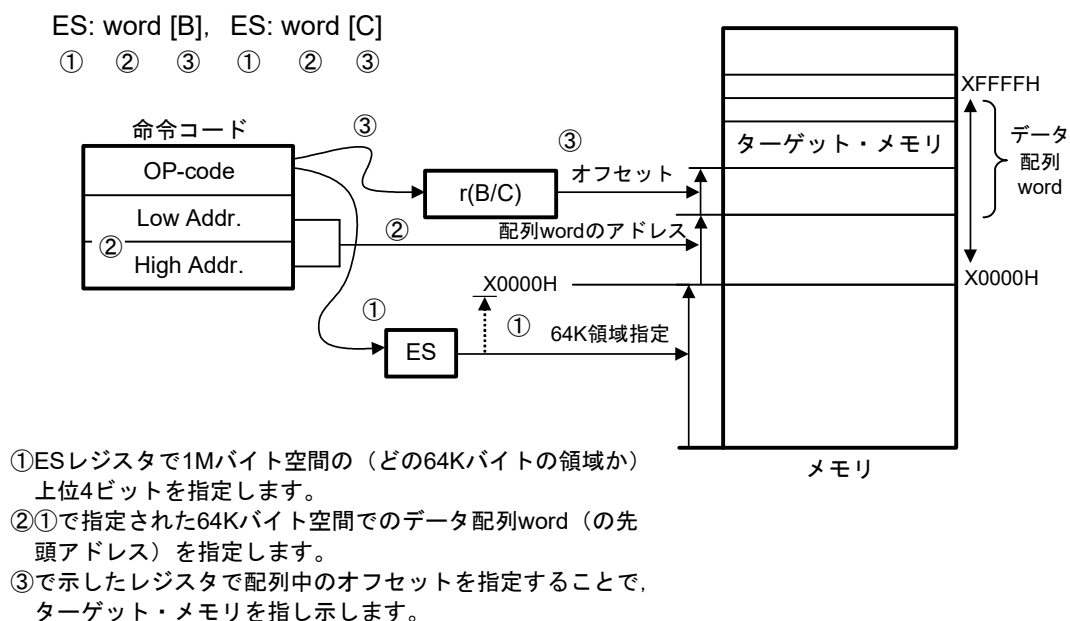 ES: word [B], ES: word [C]
① ② ③ ① ② ③
命令コード
OP-code
Low Addr.
②
High Addr.
③
r(B/C)
③
オフセット
②
配列wordのアドレス
X0000H
①
ES
①
64K領域指定
XFFFFH
ターゲット・メモリ
データ
配列
word
X0000H
メモリ
①ESレジスタで1Mバイト空間の（どの64Kバイトの領域か）
上位4ビットを指定します。
②①で指定された64Kバイト空間でのデータ配列word（の先
頭アドレス）を指定します。
③で示したレジスタで配列中のオフセットを指定することで,
ターゲット・メモリを指し示します。